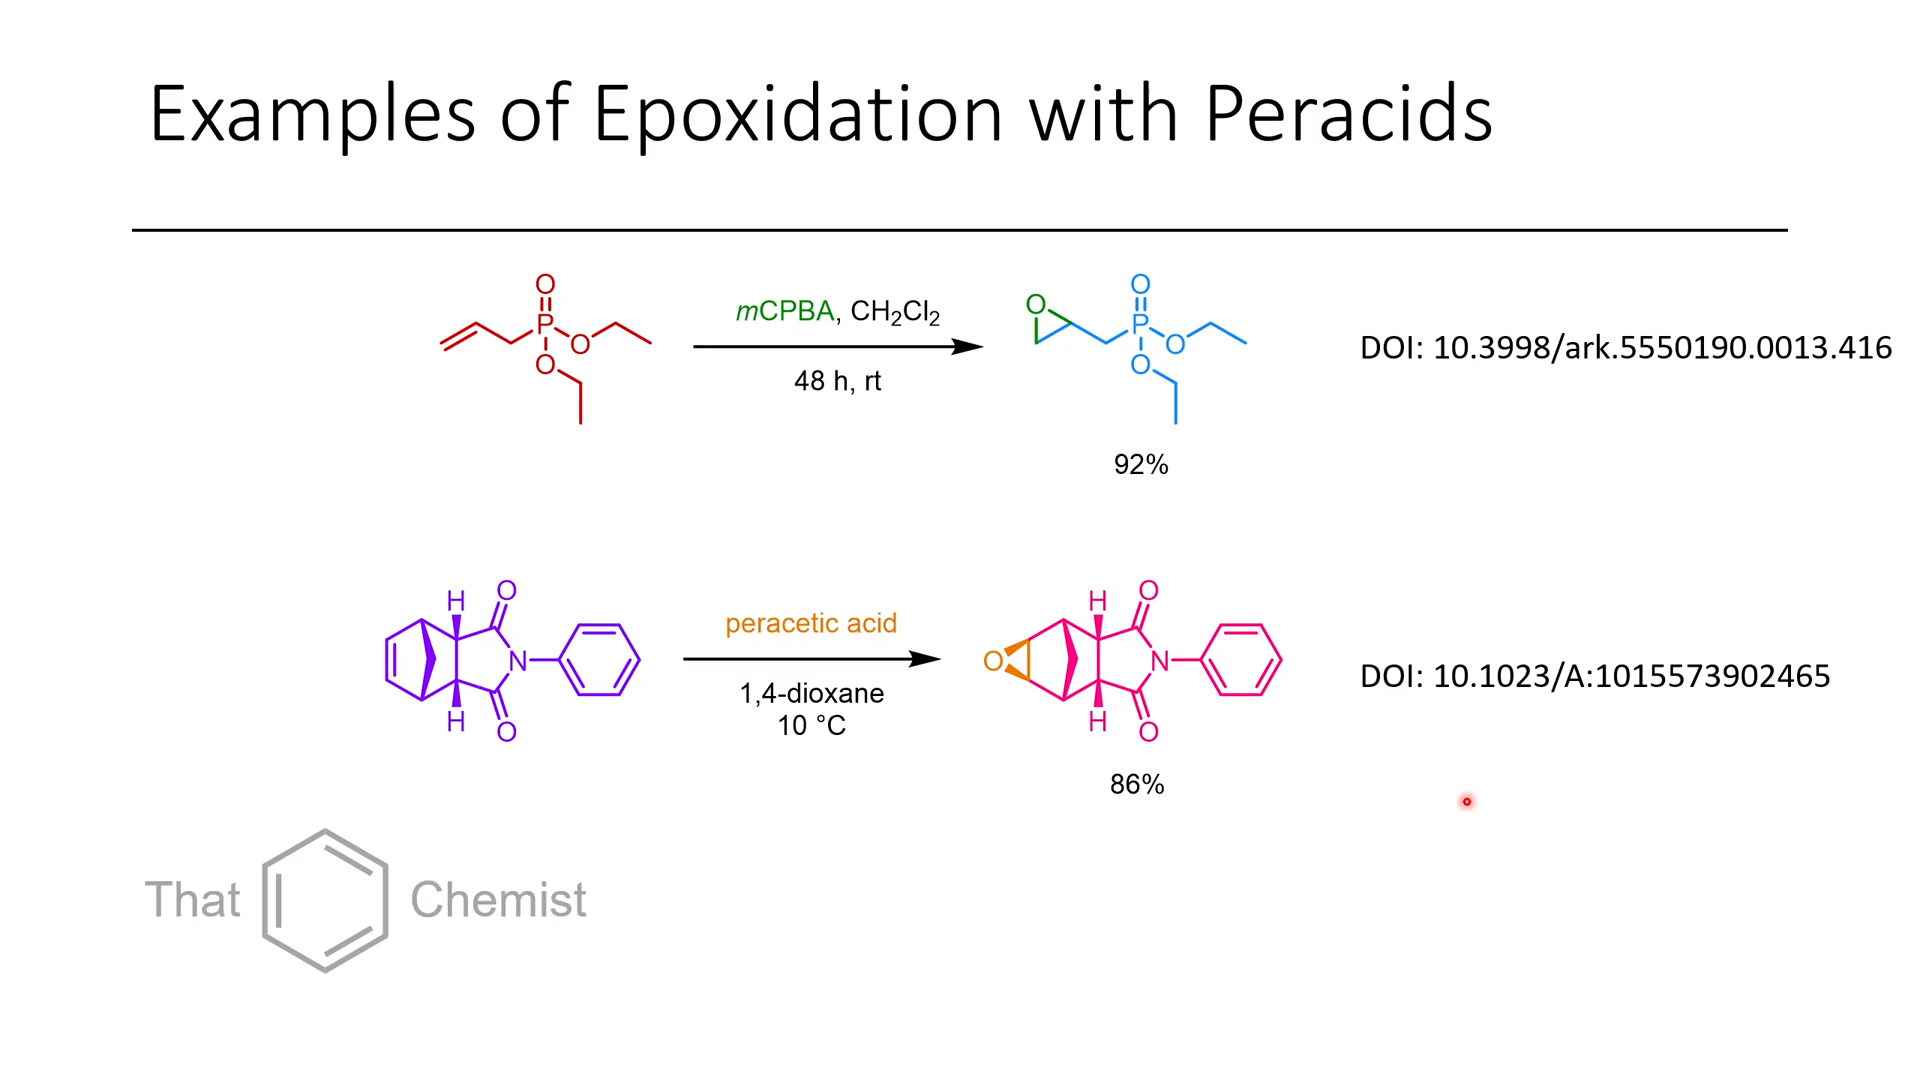 Examples of Epoxidation with Peracids
O
P
O
O
mCPBA, CH₂Cl₂
48 h, rt
O
O
P
O
O
92%
DOI: 10.3998/ark.5550190.0013.416
H
O
N
H
O
peracetic acid
1,4-dioxane
10 °C
O
H
O
N
H
O
86%
DOI: 10.1023/A:1015573902465
That Chemist